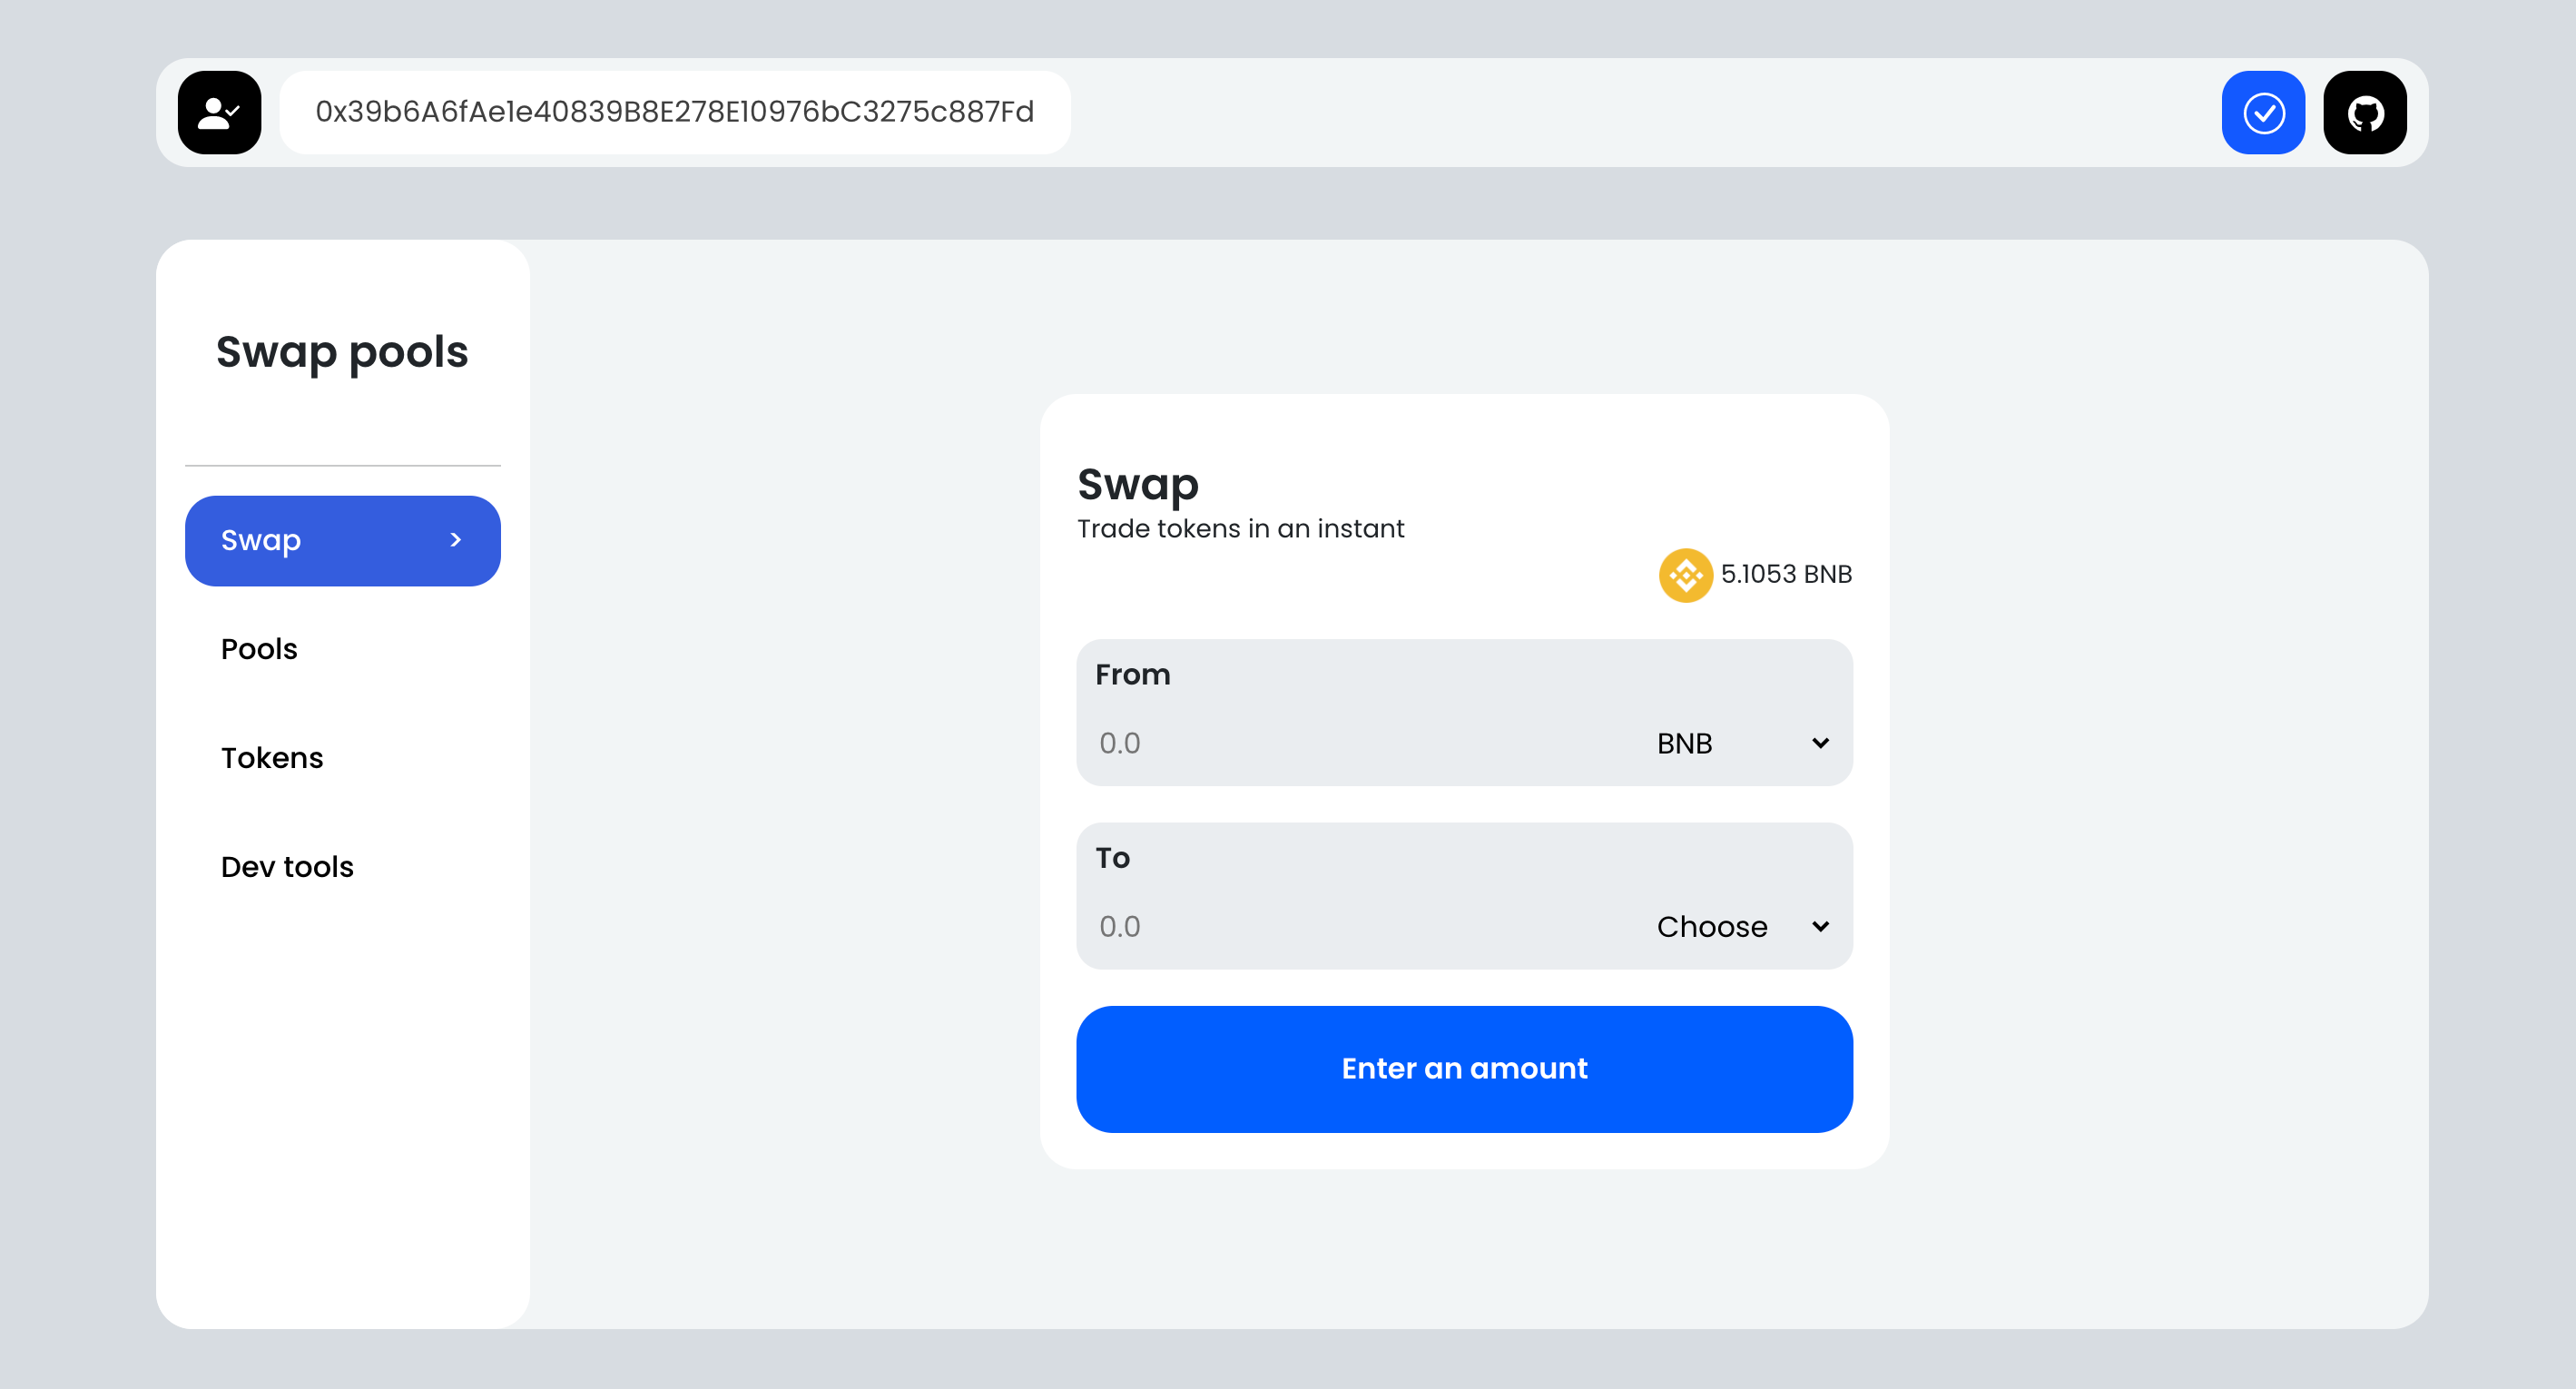 0x39b6A6fAe1e40839B8E278E10976bC3275c887Fd
Swap pools
Swap >
Pools
Tokens
Dev tools
Swap
Trade tokens in an instant
5.1053 BNB
From
0.0 BNB
To
0.0 Choose
Enter an amount